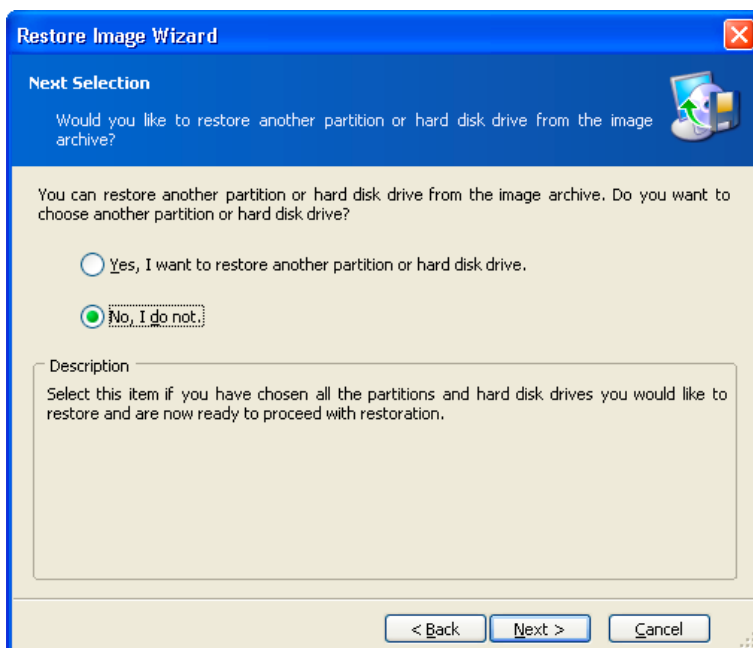 Restore Image Wizard
Next Selection
Would you like to restore another partition or hard disk drive from the image
archive?
You can restore another partition or hard disk drive from the image archive. Do you want to
choose another partition or hard disk drive?
Yes, I want to restore another partition or hard disk drive.
No, I do not.
Description
Select this item if you have chosen all the partitions and hard disk drives you would like to
restore and are now ready to proceed with restoration.
< Back Next > Cancel